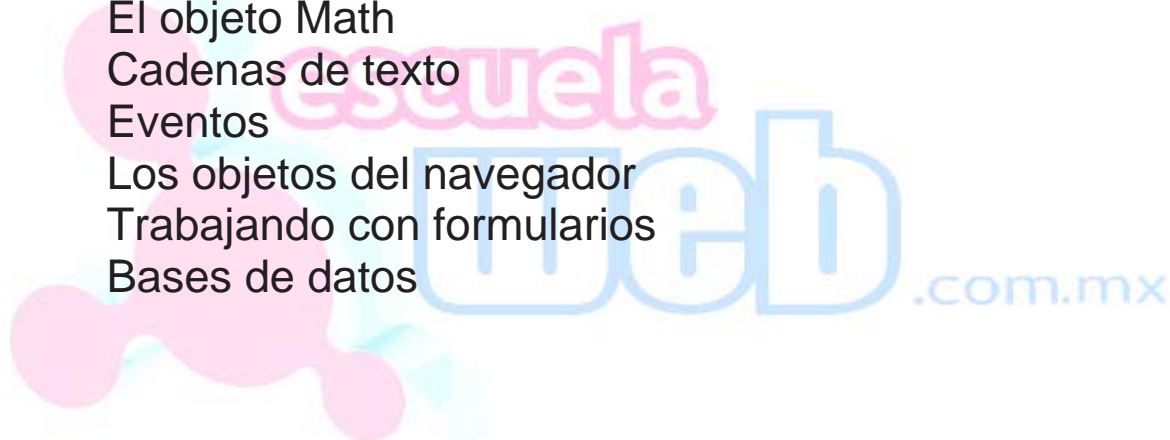 El objeto Math
Cadenas de texto
Eventos
Los objetos del navegador
Trabajando con formularios
Bases de datos
escuela
web
.com.mx